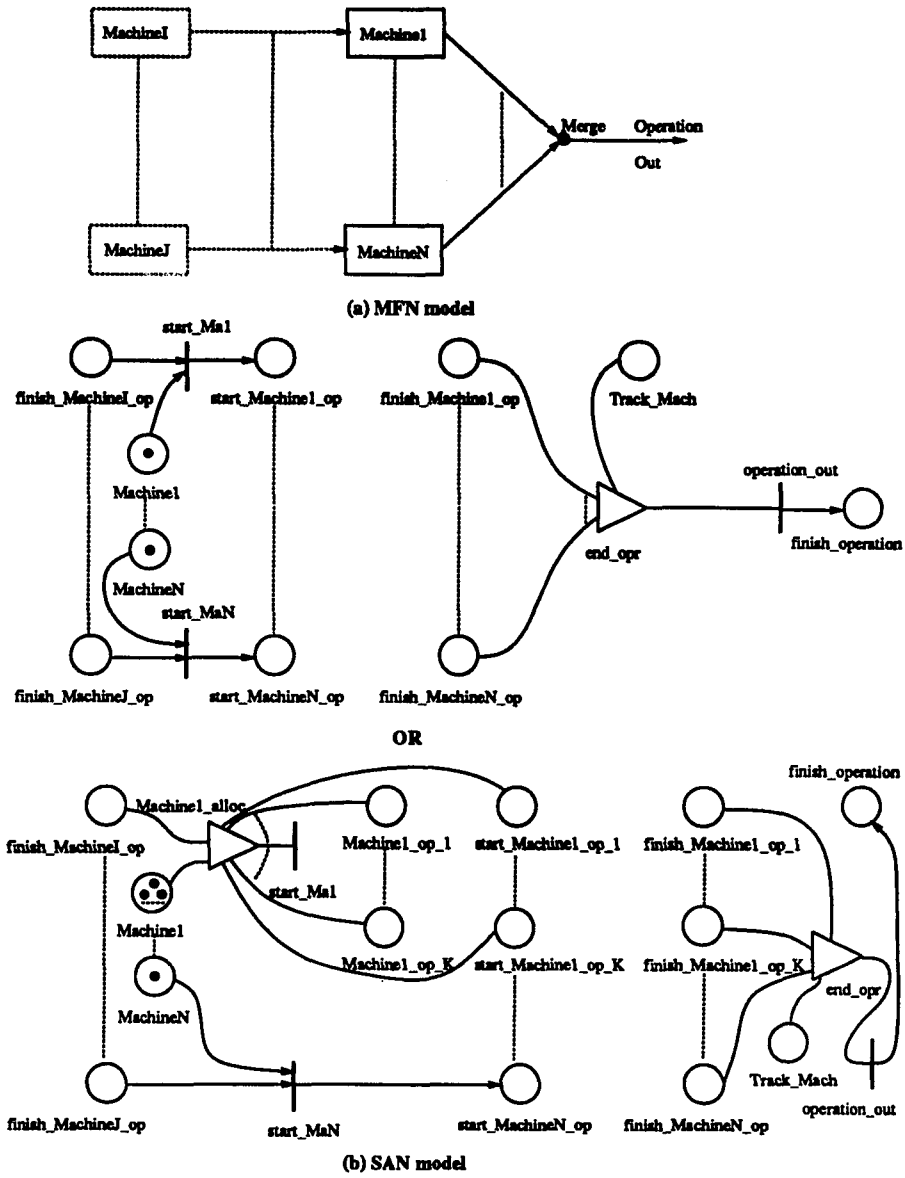 MachineI
Machine1
Merge
Operation
Out
MachineJ
MachineN
(a) MFN model
start_Ma1
finish_MachineI_op
start_Machine1_op
finish_Machine1_op
Track_Mach
Machine1
operation_out
MachineN
end_opr
finish_operation
start_MaN
finish_MachineJ_op
start_MachineN_op
finish_MachineN_op
OR
finish_operation
Machine1_alloc
finish_MachineI_op
Machine1_op_1
start_Machine1_op_1
finish_Machine1_op_1
start_Ma1
Machine1
Machine1_op_K
start_Machine1_op_K
finish_Machine1_op_K
end_opr
MachineN
Track_Mach
operation_out
finish_MachineJ_op
start_MaN
start_MachineN_op
finish_MachineN_op
(b) SAN model